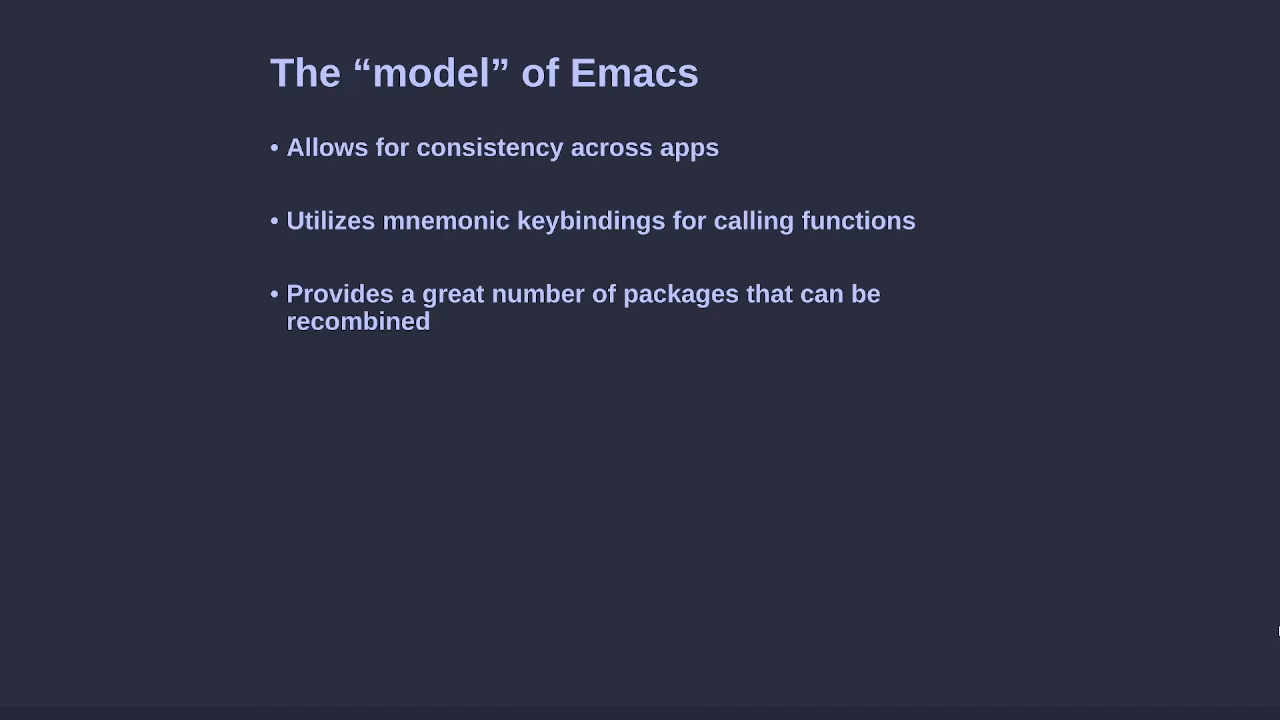 The “model” of Emacs
• Allows for consistency across apps
• Utilizes mnemonic keybindings for calling functions
• Provides a great number of packages that can be
recombined